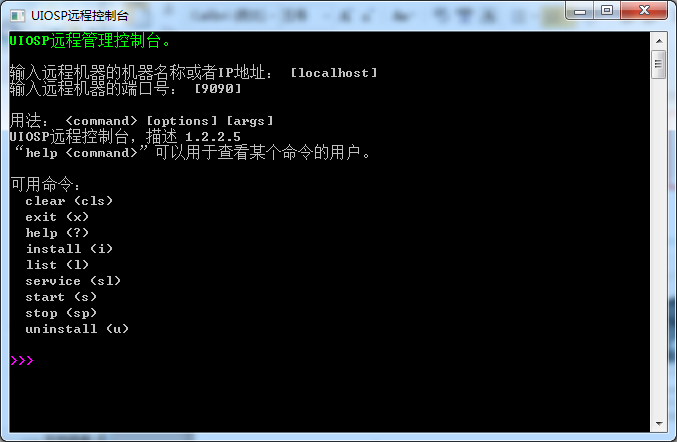 UIOSP远程控制台
UIOSP远程管理控制台。
输入远程机器的机器名称或者IP地址： [localhost]
输入远程机器的端口号： [9090]
用法： <command> [options] [args]
UIOSP远程控制台，描述 1.2.2.5
“help <command>” 可以用于查看某个命令的用户。
可用命令：
clear (cls)
exit (x)
help (?)
install (i)
list (l)
service (sl)
start (s)
stop (sp)
uninstall (u)
>>>